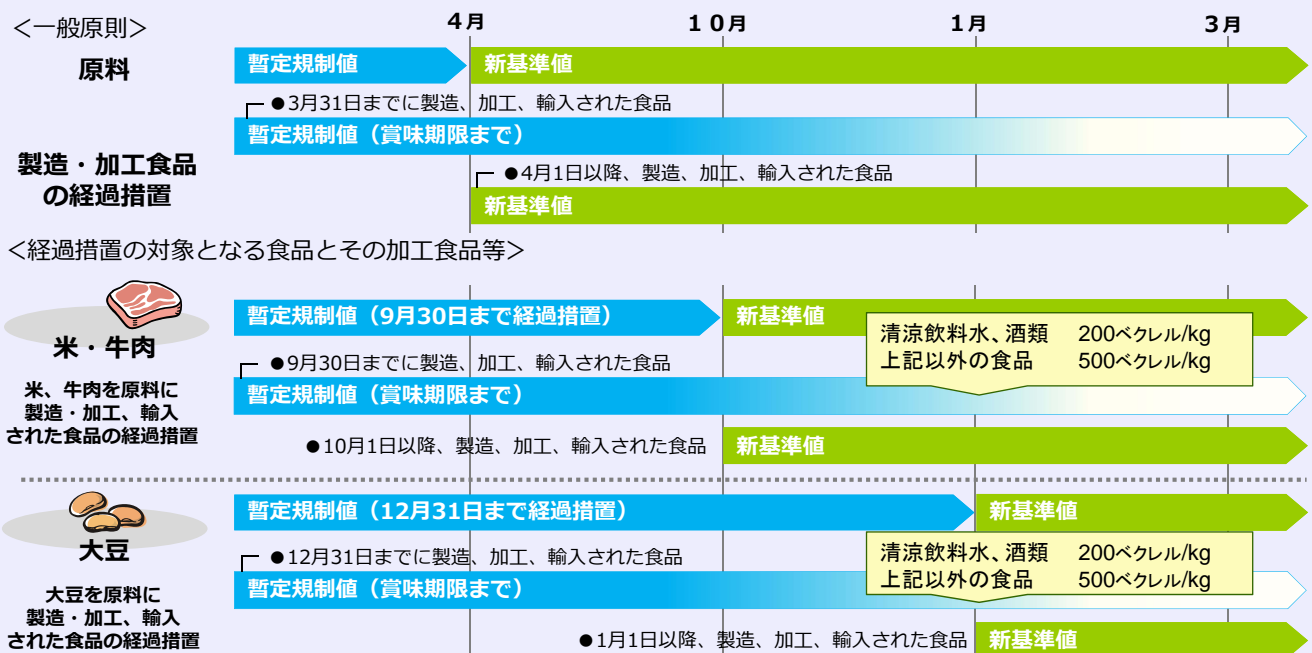 ＜一般原則＞
4月 10月 1月 3月
原料
暫定規制値 新基準値
●3月31日までに製造、加工、輸入された食品
暫定規制値（賞味期限まで）
製造・加工食品
の経過措置
●4月1日以降、製造、加工、輸入された食品
新基準値
＜経過措置の対象となる食品とその加工食品等＞
米・牛肉
暫定規制値（9月30日まで経過措置） 新基準値
清涼飲料水、酒類 200ベクレル/kg
上記以外の食品 500ベクレル/kg
●9月30日までに製造、加工、輸入された食品
米、牛肉を原料に
製造・加工、輸入
された食品の経過措置
暫定規制値（賞味期限まで）
●10月1日以降、製造、加工、輸入された食品 新基準値
大豆
暫定規制値（12月31日まで経過措置） 新基準値
清涼飲料水、酒類 200ベクレル/kg
上記以外の食品 500ベクレル/kg
●12月31日までに製造、加工、輸入された食品
暫定規制値（賞味期限まで）
大豆を原料に
製造・加工、輸入
された食品の経過措置
●1月1日以降、製造、加工、輸入された食品 新基準値